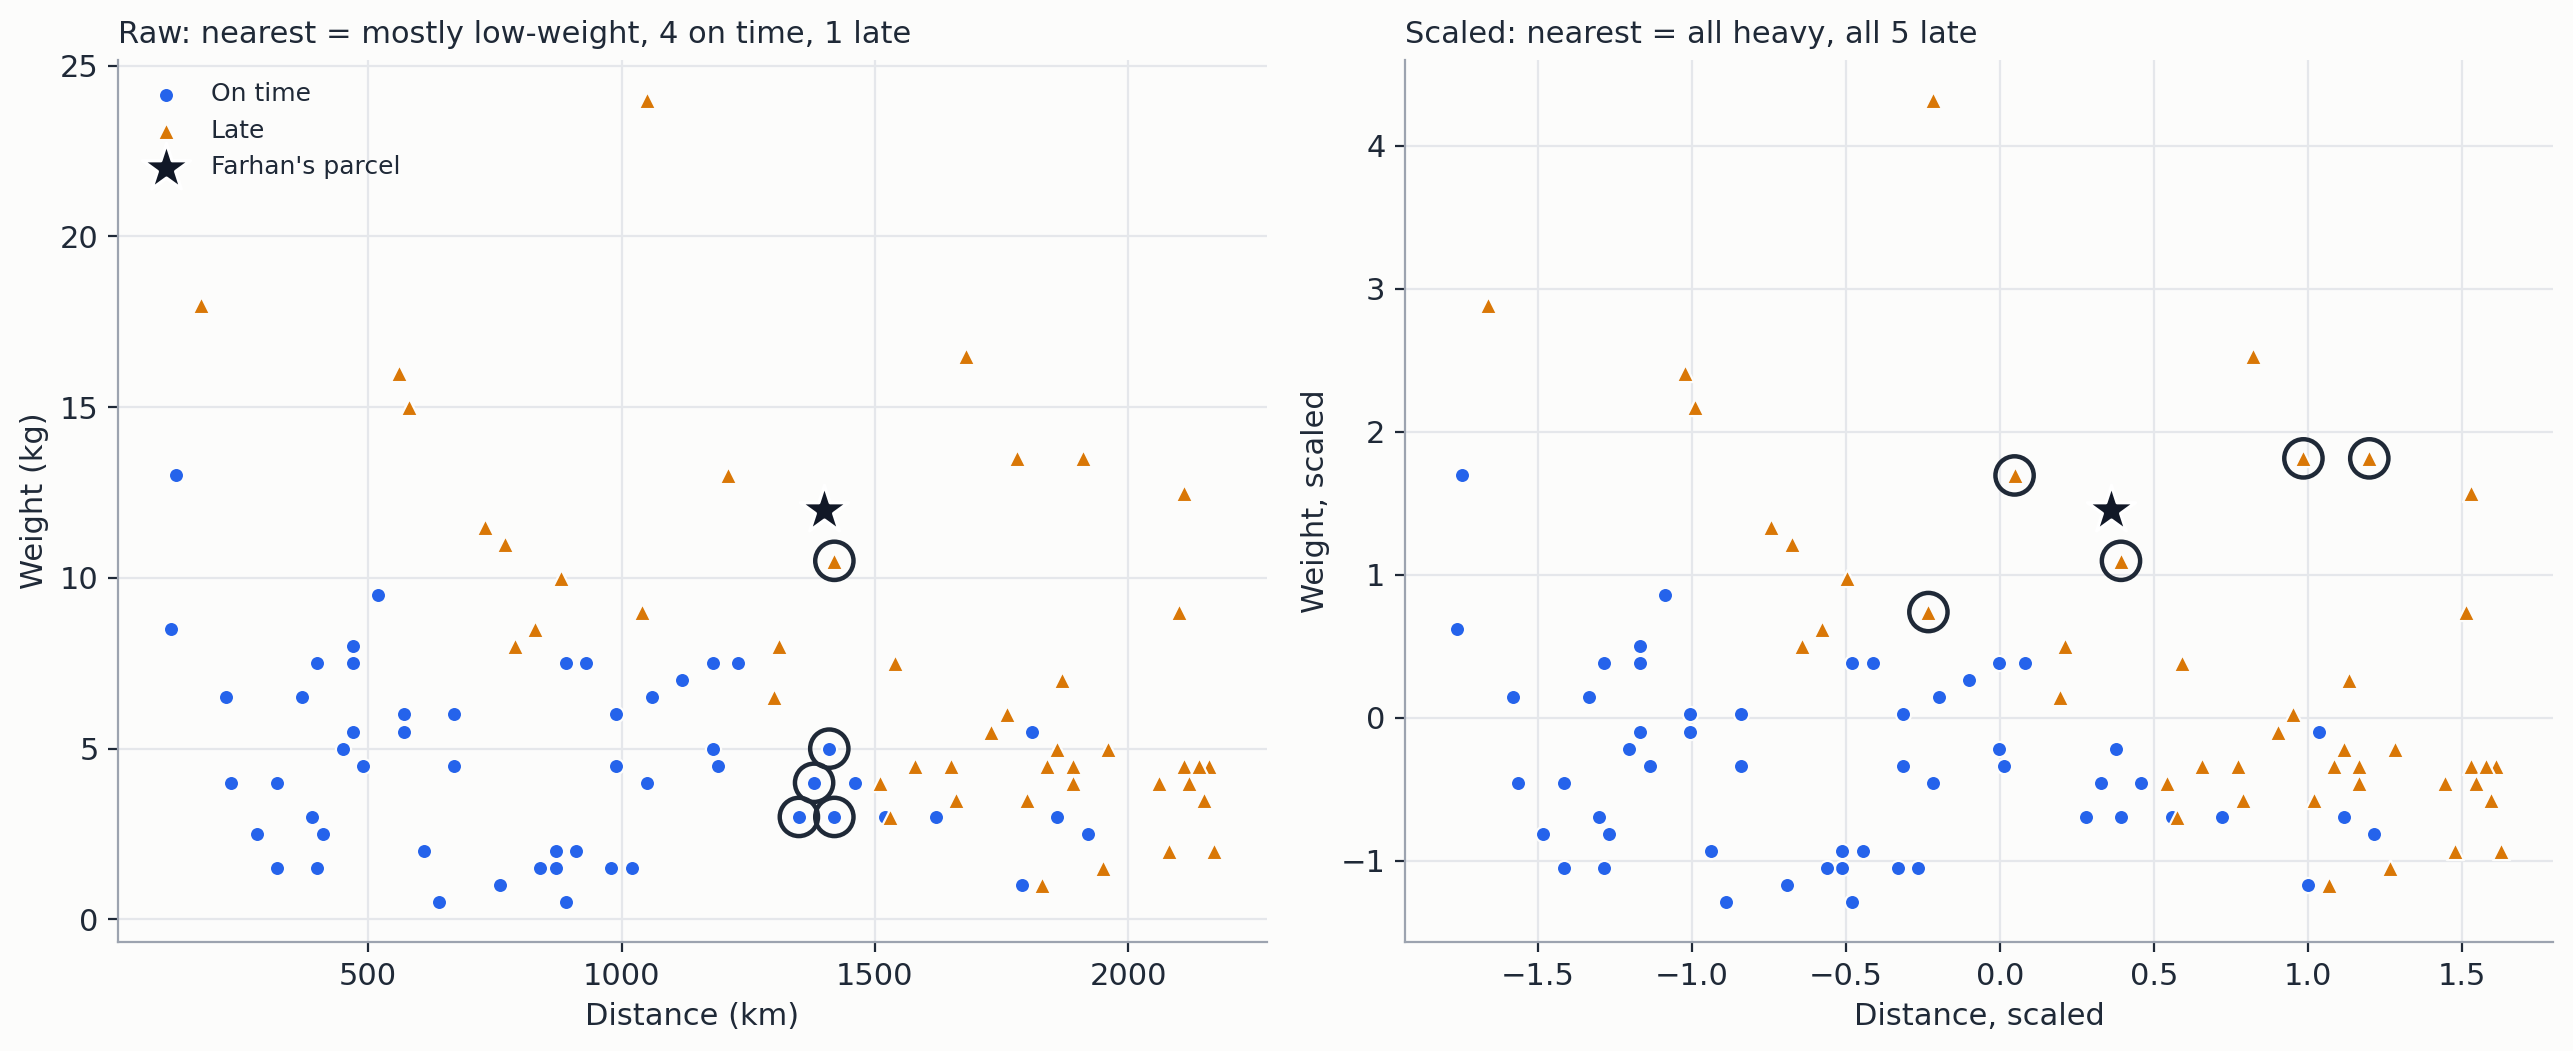 Raw: nearest = mostly low-weight, 4 on time, 1 late
25
20
15
10
5
0
Weight (kg)
On time
Late
Farhan's parcel
500
1000
1500
2000
Distance (km)
Scaled: nearest = all heavy, all 5 late
4
3
2
1
0
−1
Weight, scaled
−1.5
−1.0
−0.5
0.0
0.5
1.0
1.5
Distance, scaled